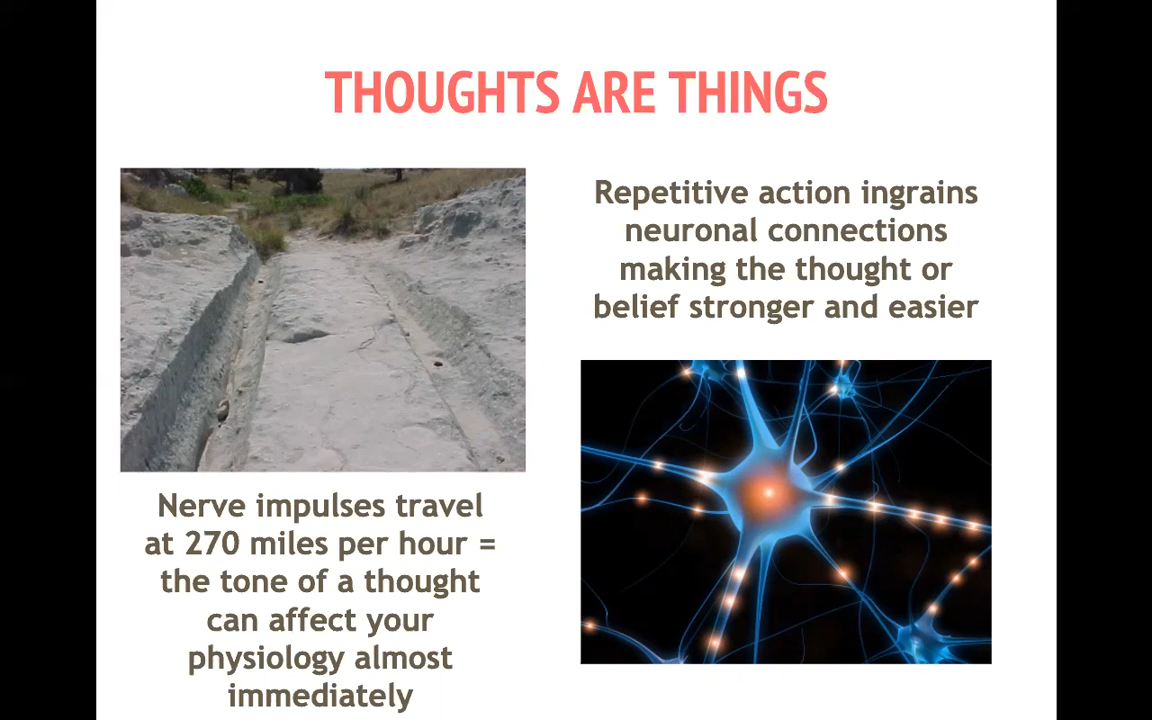 THOUGHTS ARE THINGS
Repetitive action ingrains
neuronal connections
making the thought or
belief stronger and easier
Nerve impulses travel
at 270 miles per hour =
the tone of a thought
can affect your
physiology almost
immediately